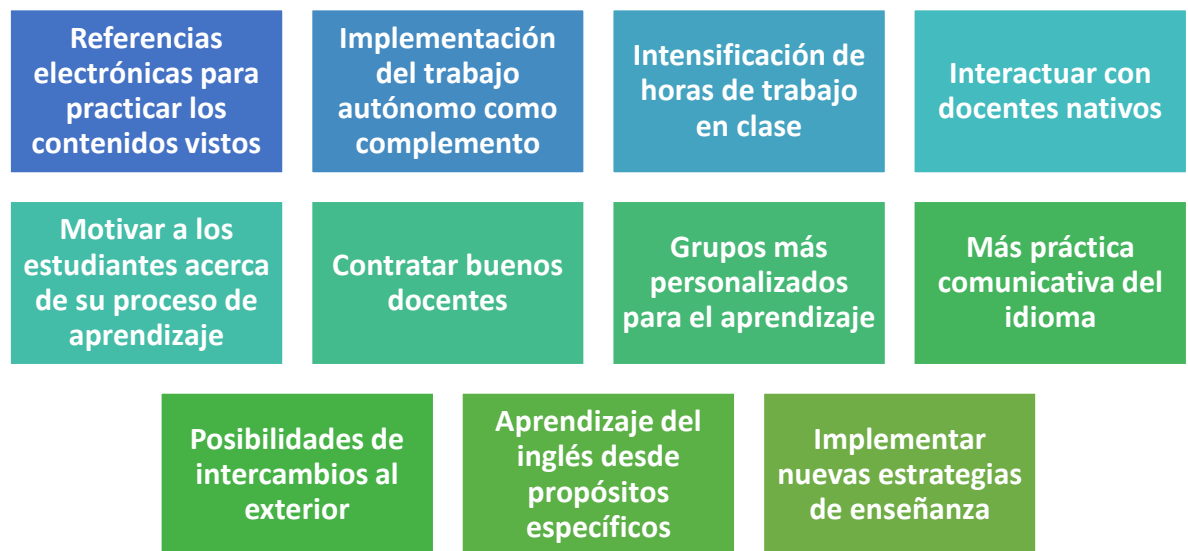 Referencias
electrónicas para
practicar los
contenidos vistos
Implementación
del trabajo
autónomo como
complemento
Intensificación de
horas de trabajo
en clase
Interactuar con
docentes nativos
Motivar a los
estudiantes acerca
de su proceso de
aprendizaje
Contratar buenos
docentes
Grupos más
personalizados
para el aprendizaje
Más práctica
comunicativa del
idioma
Posibilidades de
intercambios al
exterior
Aprendizaje del
inglés desde
propósitos
específicos
Implementar
nuevas estrategias
de enseñanza